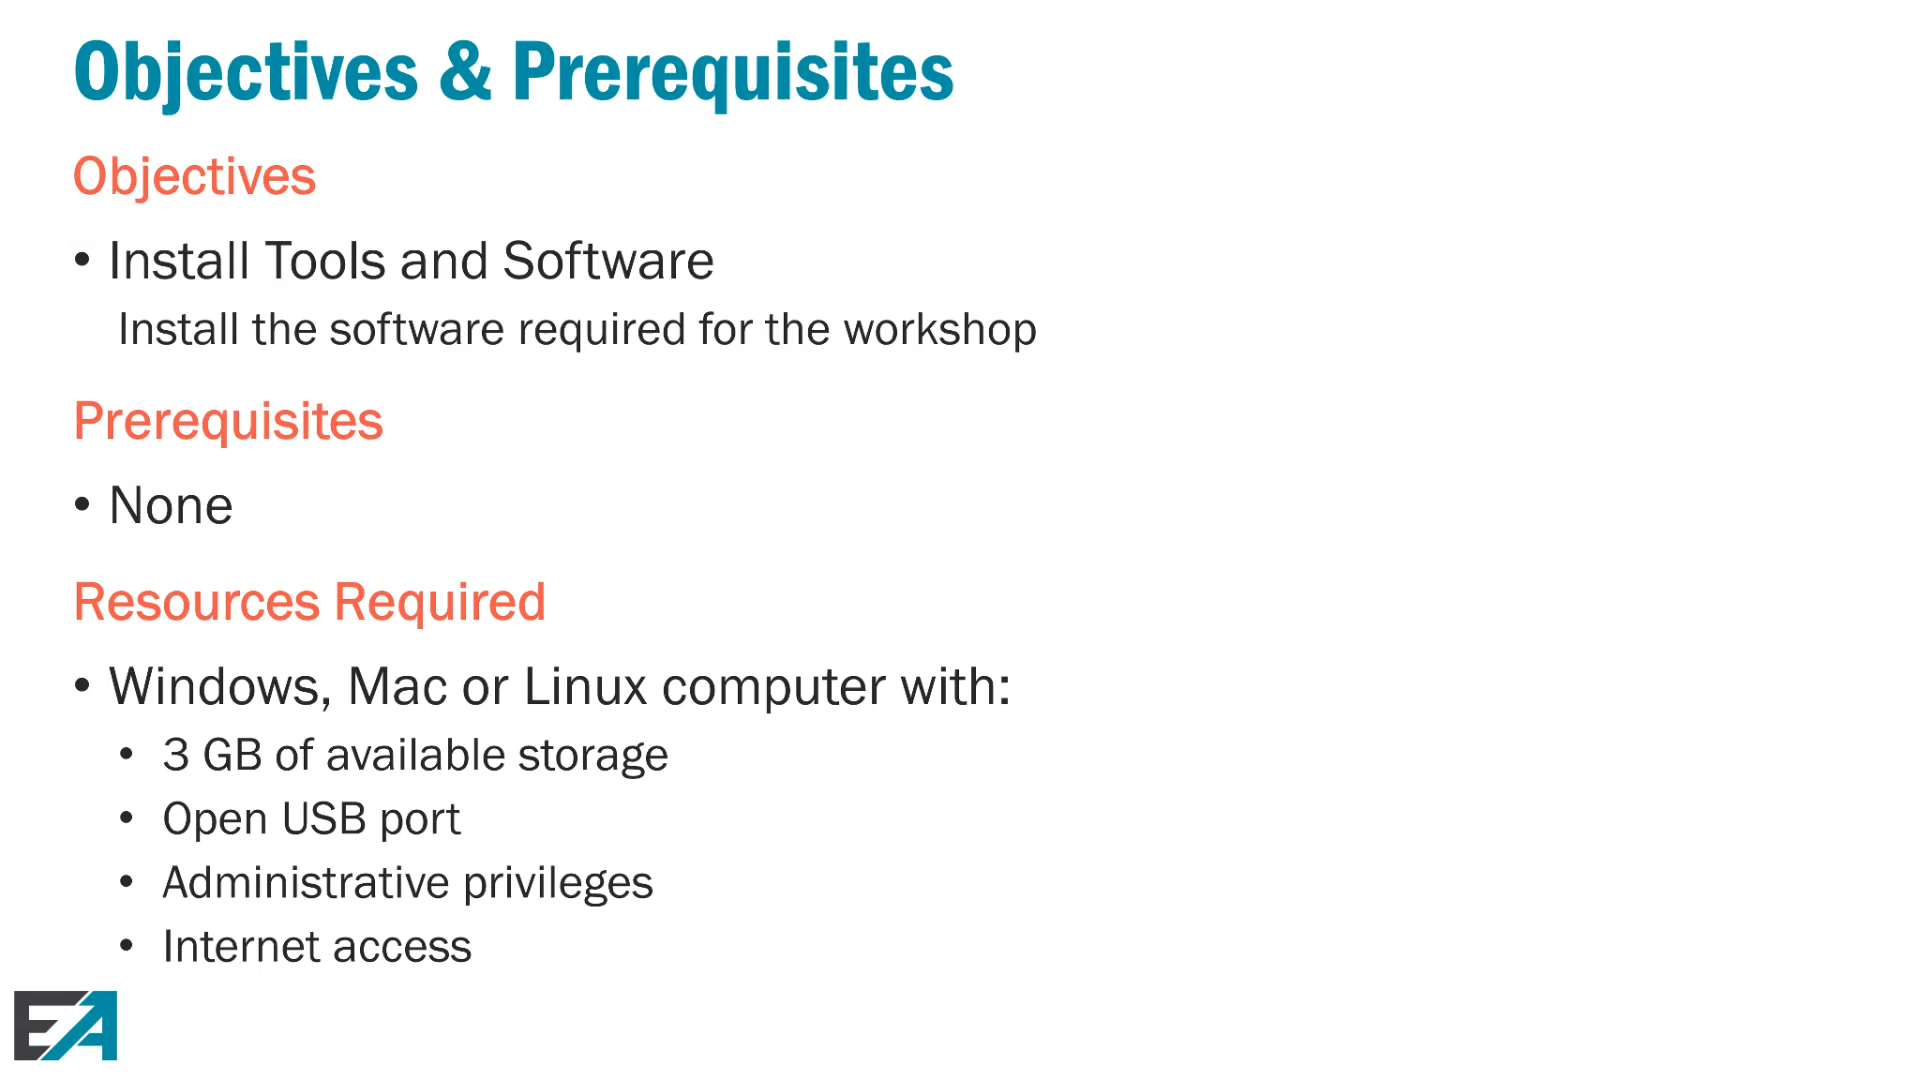 Objectives & Prerequisites
Objectives
• Install Tools and Software
Install the software required for the workshop
Prerequisites
• None
Resources Required
• Windows, Mac or Linux computer with:
• 3 GB of available storage
• Open USB port
• Administrative privileges
• Internet access
EA